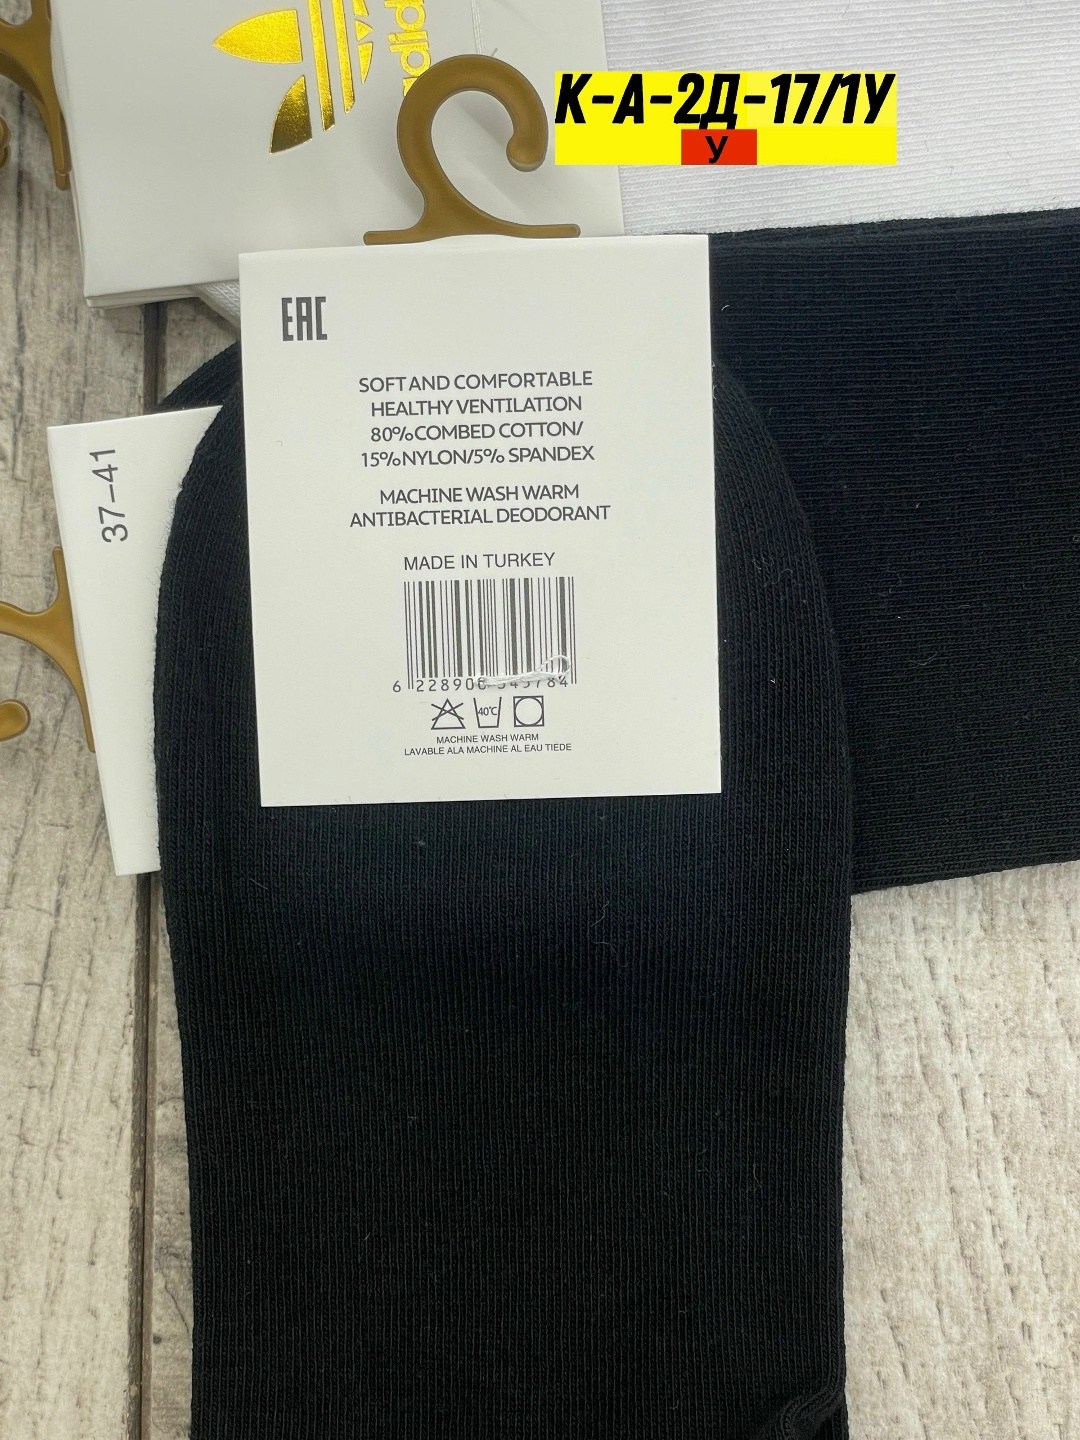 adid
К-А-2Д-17/1У
У
EAC
SOFT AND COMFORTABLE
HEALTHY VENTILATION
80% COMBED COTTON/
15%NYLON/5% SPANDEX
MACHINE WASH WARM
ANTIBACTERIAL DEODORANT
MADE IN TURKEY
40°C
MACHINE WASH WARM
LAVABLE ALA MACHINE AL EAU TIEDE
37-41